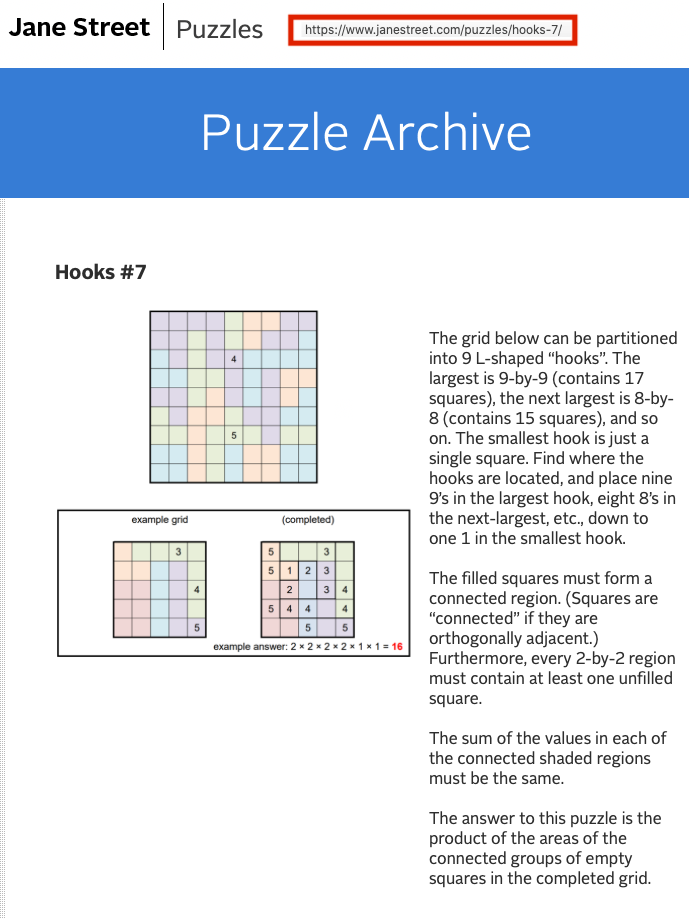 Jane Street Puzzles https://www.janestreet.com/puzzles/hooks-7/
Puzzle Archive
Hooks #7
4
5
The grid below can be partitioned
into 9 L-shaped “hooks”. The
largest is 9-by-9 (contains 17
squares), the next largest is 8-by-
8 (contains 15 squares), and so
on. The smallest hook is just a
single square. Find where the
hooks are located, and place nine
9’s in the largest hook, eight 8’s in
the next-largest, etc., down to
one 1 in the smallest hook.
The filled squares must form a
connected region. (Squares are
“connected” if they are
orthogonally adjacent.)
Furthermore, every 2-by-2 region
must contain at least one unfilled
square.
The sum of the values in each of
the connected shaded regions
must be the same.
The answer to this puzzle is the
product of the areas of the
connected groups of empty
squares in the completed grid.
example grid
3
4
5
(completed)
5 3
5 1 2 3
2 3 4
5 4 4 4
5 5
example answer: 2 × 2 × 2 × 2 × 1 × 1 = 16